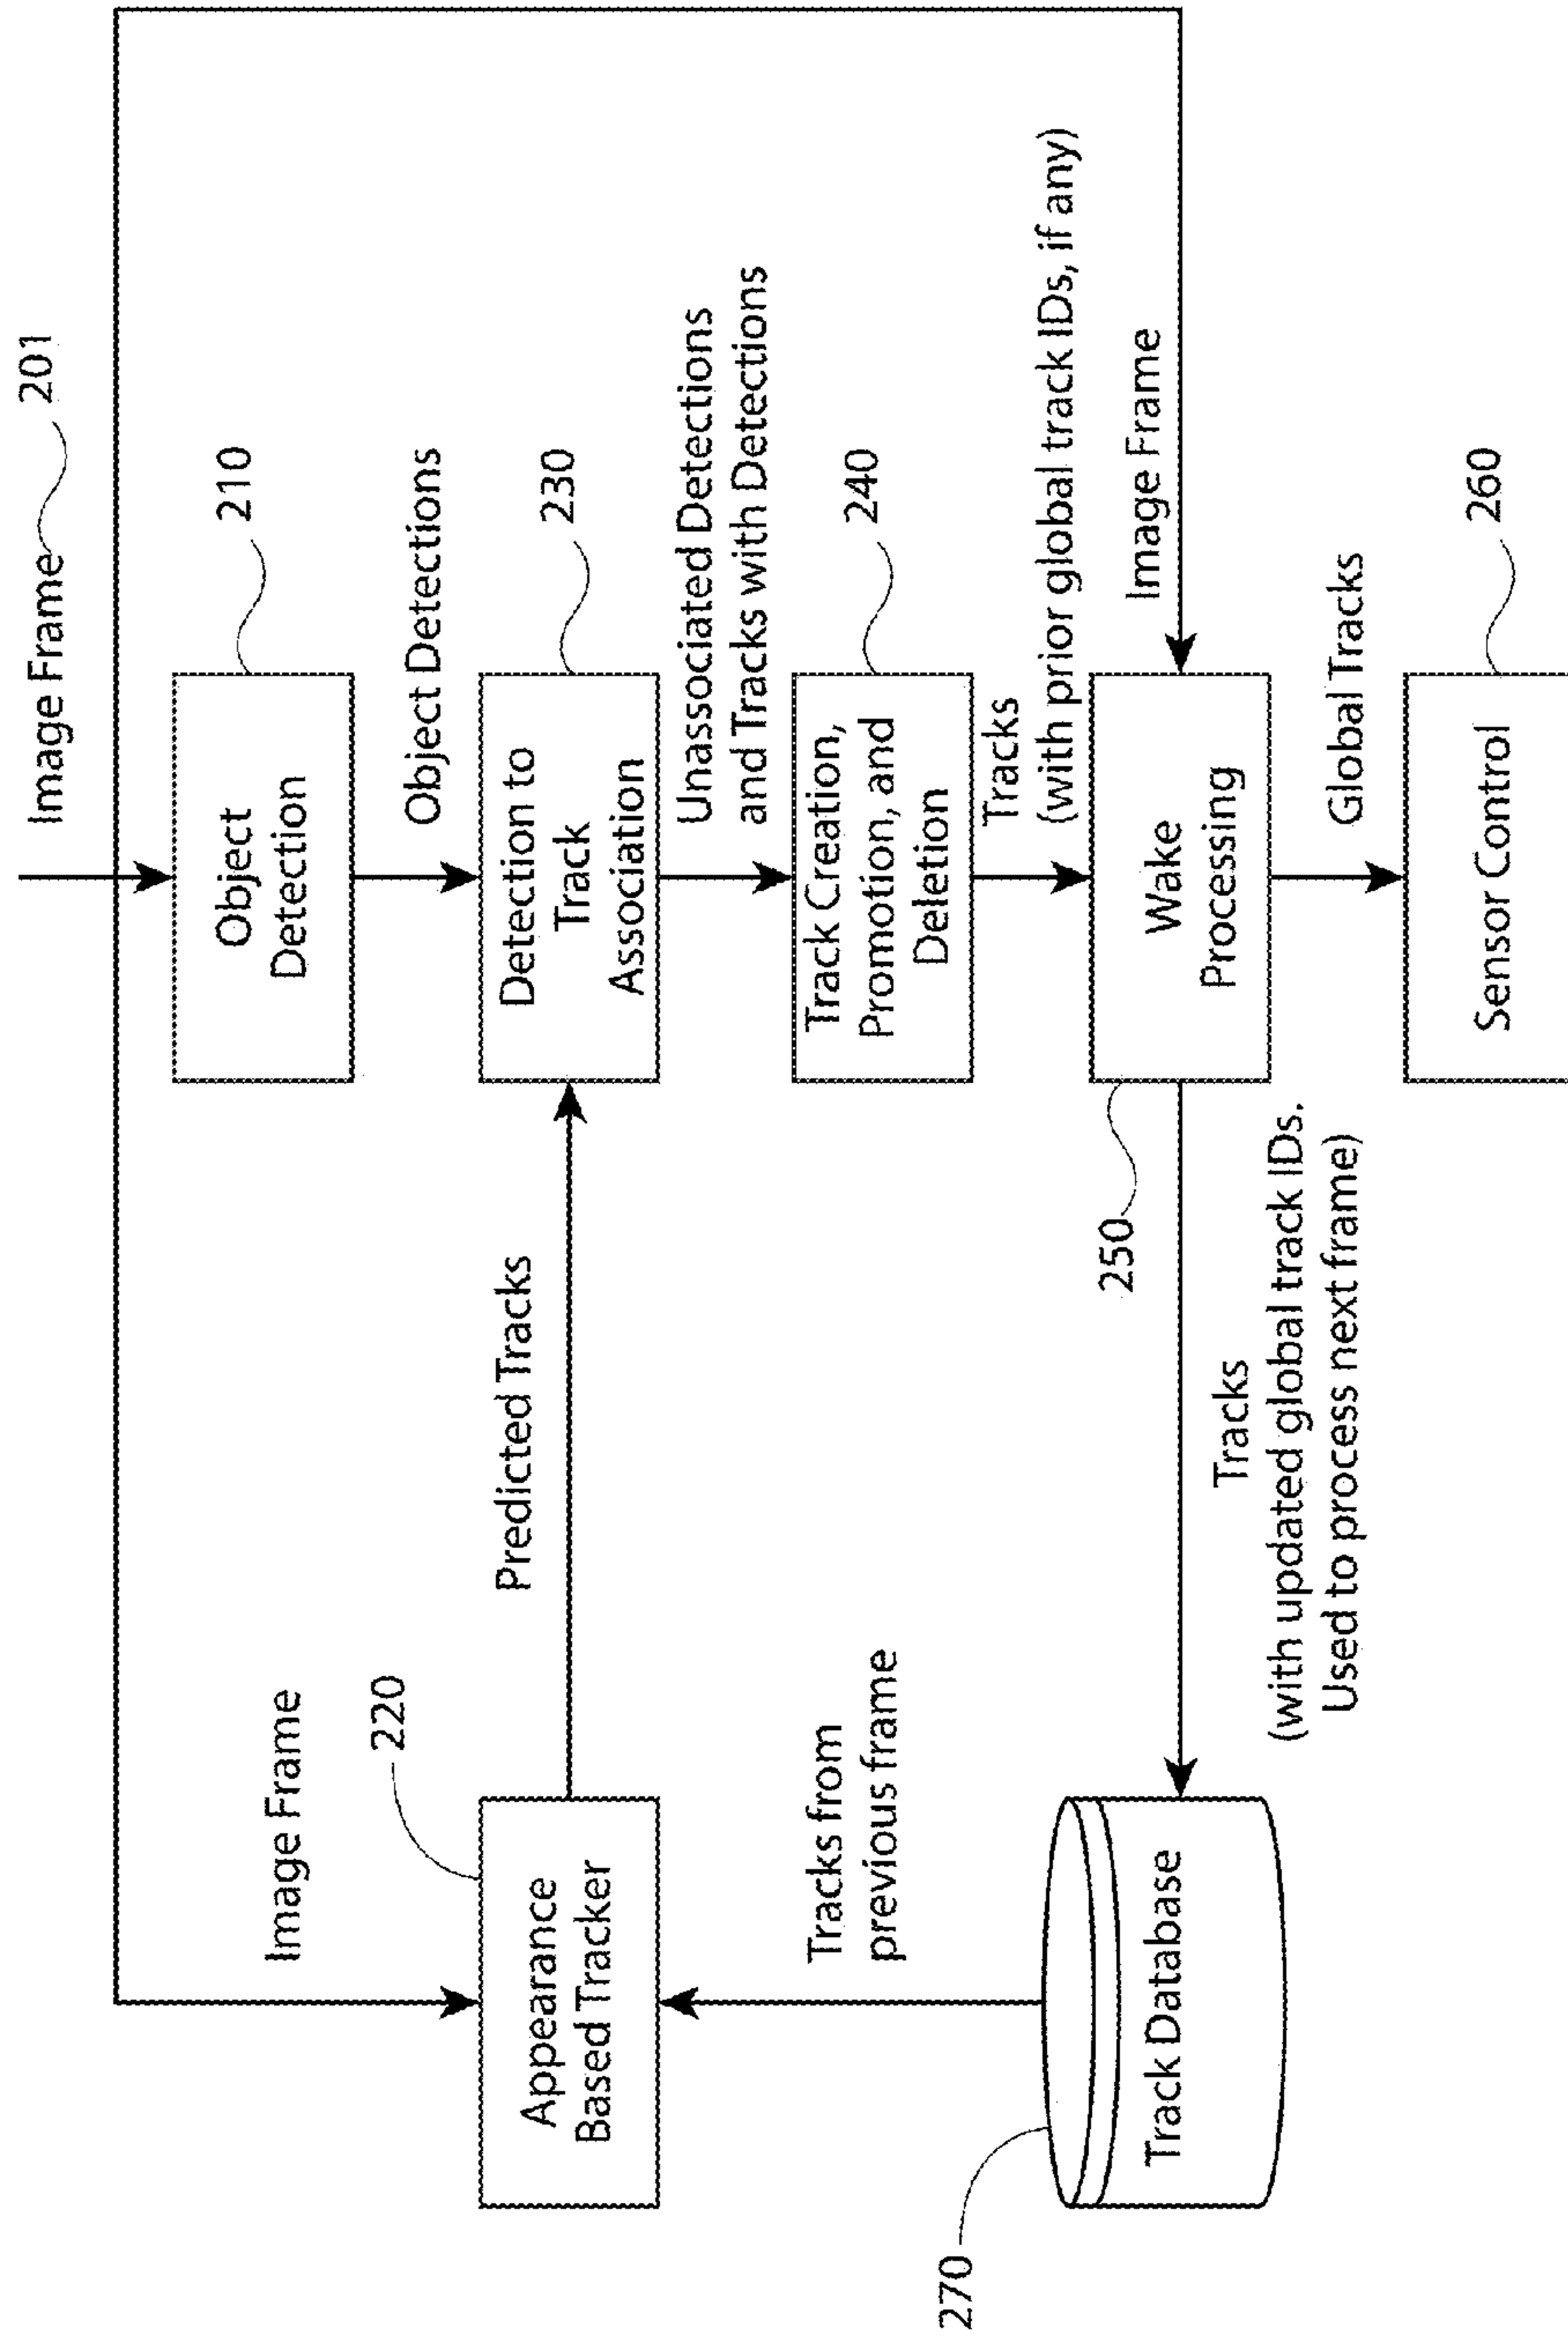 Image Frame
201
Image Frame
220
Appearance
Based Tracker
Predicted Tracks
Tracks from
previous frame
270
Track Database
Object
Detection
210
Object Detections
Detection to
Track
Association
230
Unassociated Detections
and Tracks with Detections
Track Creation,
Promotion, and
Deletion
240
Tracks
(with prior global track IDs, if any)
Image Frame
Wake
Processing
250
Tracks
(with updated global track IDs.
Used to process next frame)
Global Tracks
Sensor Control
260